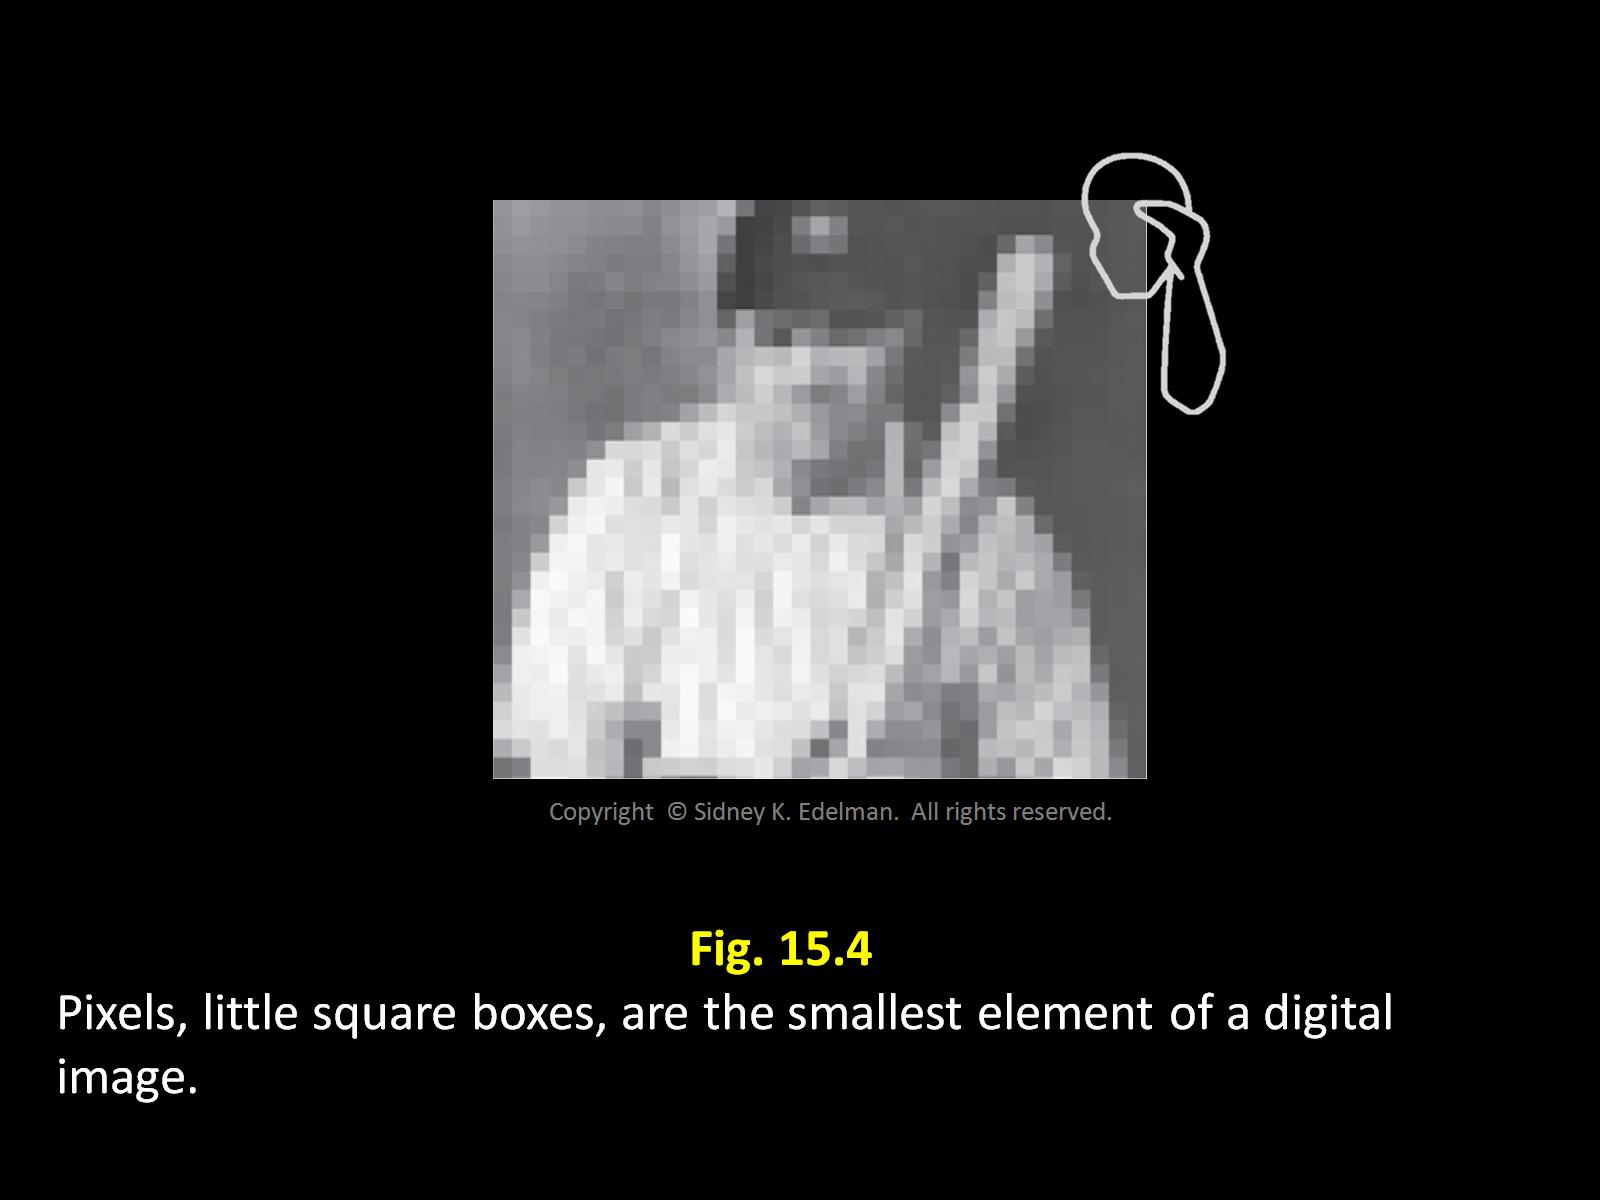 Copyright © Sidney K. Edelman. All rights reserved.
Fig. 15.4
Pixels, little square boxes, are the smallest element of a digital
image.